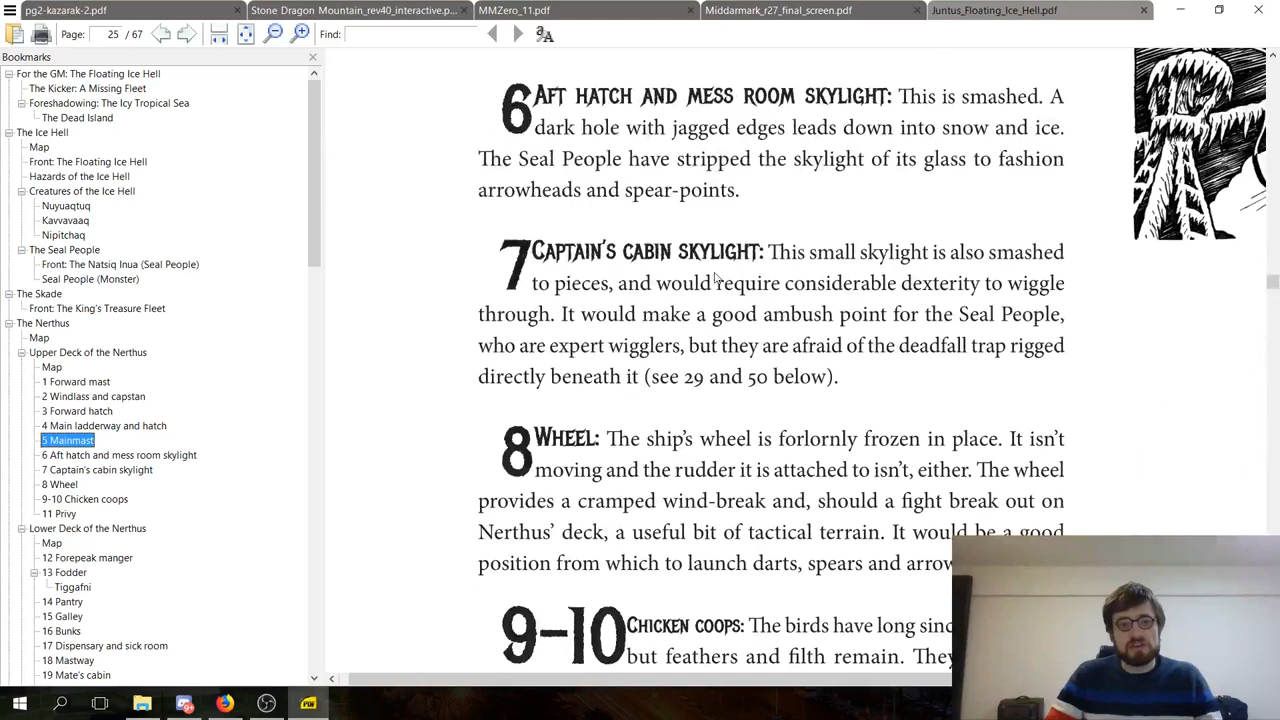 pg2-kazarak-2.pdf
Stone Dragon Mountain_rev40_interactive.p...
MMZero_11.pdf
Middarmark_r27_final_screen.pdf
Juntus_Floating_Ice_Hell.pdf
Page: 25 / 67 Find:
Bookmarks
For the GM: The Floating Ice Hell
The Kicker: A Missing Fleet
Foreshadowing: The Icy Tropical Sea
The Dead Island
The Ice Hell
Map
Front: The Floating Ice Hell
Hazards of the Ice Hell
Creatures of the Ice Hell
Nuyuaqtuq
Kavvavaaq
Nipitchaq
The Seal People
Front: The Natsiq Inua (Seal People)
Seal People (Monster)
The Skade
Front: The King's Treasure Fleet
The Nerthus
Map
Upper Deck of the Nerthus
Map
1 Forward mast
2 Windlass and capstan
3 Forward hatch
4 Main ladderway and hatch
5 Mainmast
6 Aft hatch and mess room skylight
7 Captain's cabin skylight
8 Wheel
9-10 Chicken coops
11 Privy
Lower Deck of the Nerthus
Map
12 Forepeak manger
13 Fodder
Tiggafni
14 Pantry
15 Galley
16 Bunks
17 Dispensary and sick room
18 Mastway
19 Mate's cabin
6 AFT HATCH AND MESS ROOM SKYLIGHT: This is smashed. A
dark hole with jagged edges leads down into snow and ice.
The Seal People have stripped the skylight of its glass to fashion
arrowheads and spear-points.
7 CAPTAIN'S CABIN SKYLIGHT: This small skylight is also smashed
to pieces, and would require considerable dexterity to wiggle
through. It would make a good ambush point for the Seal People,
who are expert wigglers, but they are afraid of the deadfall trap rigged
directly beneath it (see 29 and 50 below).
8 WHEEL: The ship's wheel is forlornly frozen in place. It isn't
moving and the rudder it is attached to isn't, either. The wheel
provides a cramped wind-break and, should a fight break out on
Nerthus' deck, a useful bit of tactical terrain. It would be a good
position from which to launch darts, spears and arrow
9-10 CHICKEN COOPS: The birds have long sinc
but feathers and filth remain. They